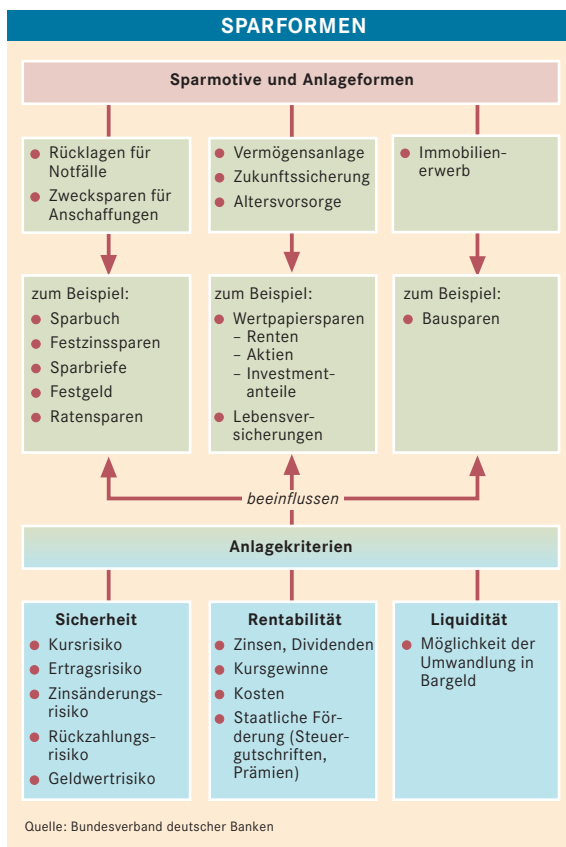 SPARFORMEN
Sparmotive und Anlageformen
Rücklagen für
Notfälle
Zwecksparen für
Anschaffungen
Vermögensanlage
Zukunftssicherung
Altersvorsorge
Immobilien-
erwerb
zum Beispiel:
Sparbuch
Festzinssparen
Sparbriefe
Festgeld
Ratensparen
zum Beispiel:
Wertpapiersparen
– Renten
– Aktien
– Investment-
anteile
Lebensver-
sicherungen
zum Beispiel:
Bausparen
beeinflussen
Anlagekriterien
Sicherheit
Kursrisiko
Ertragsrisiko
Zinsänderungs-
risiko
Rückzahlungs-
risiko
Geldwertrisiko
Rentabilität
Zinsen, Dividenden
Kursgewinne
Kosten
Staatliche För-
derung (Steuer-
gutschriften,
Prämien)
Liquidität
Möglichkeit der
Umwandlung in
Bargeld
Quelle: Bundesverband deutscher Banken